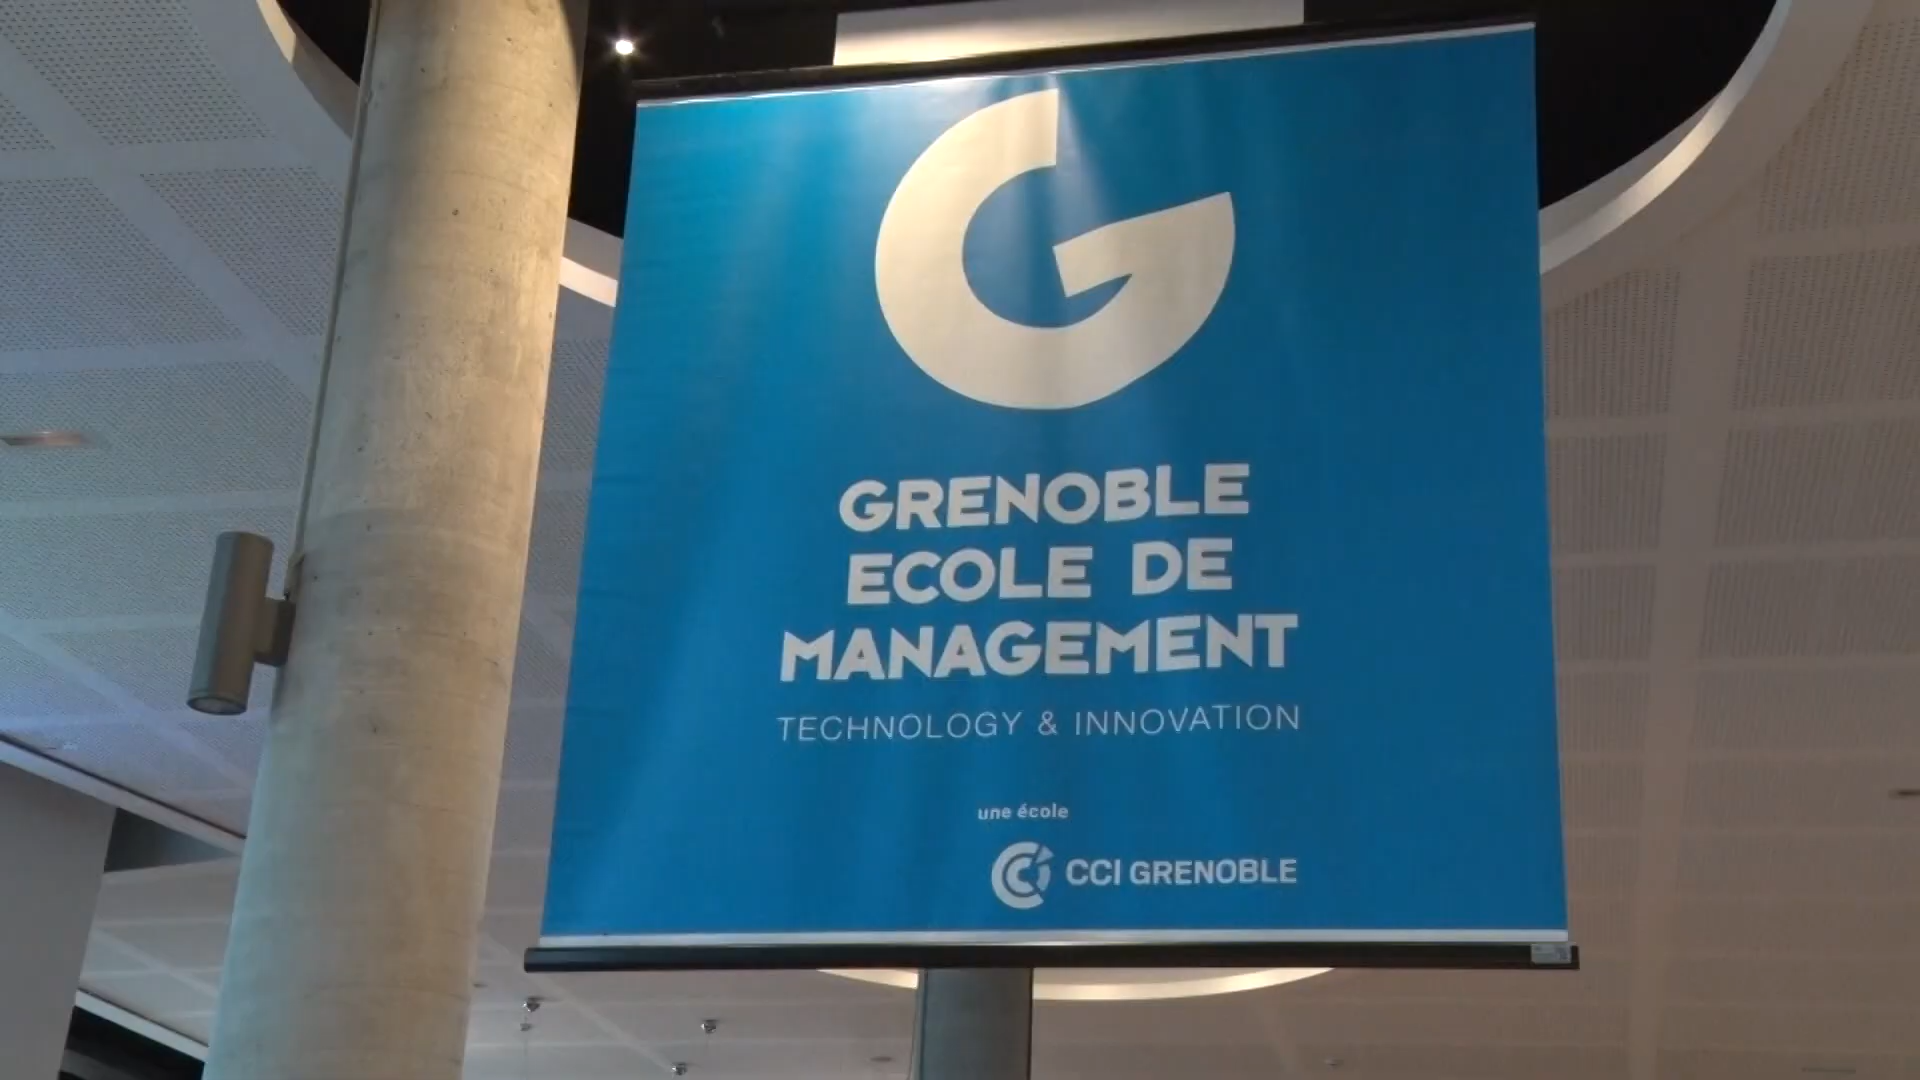 GRENOBLE
ECOLE DE
MANAGEMENT
TECHNOLOGY & INNOVATION
une école
CCI GRENOBLE